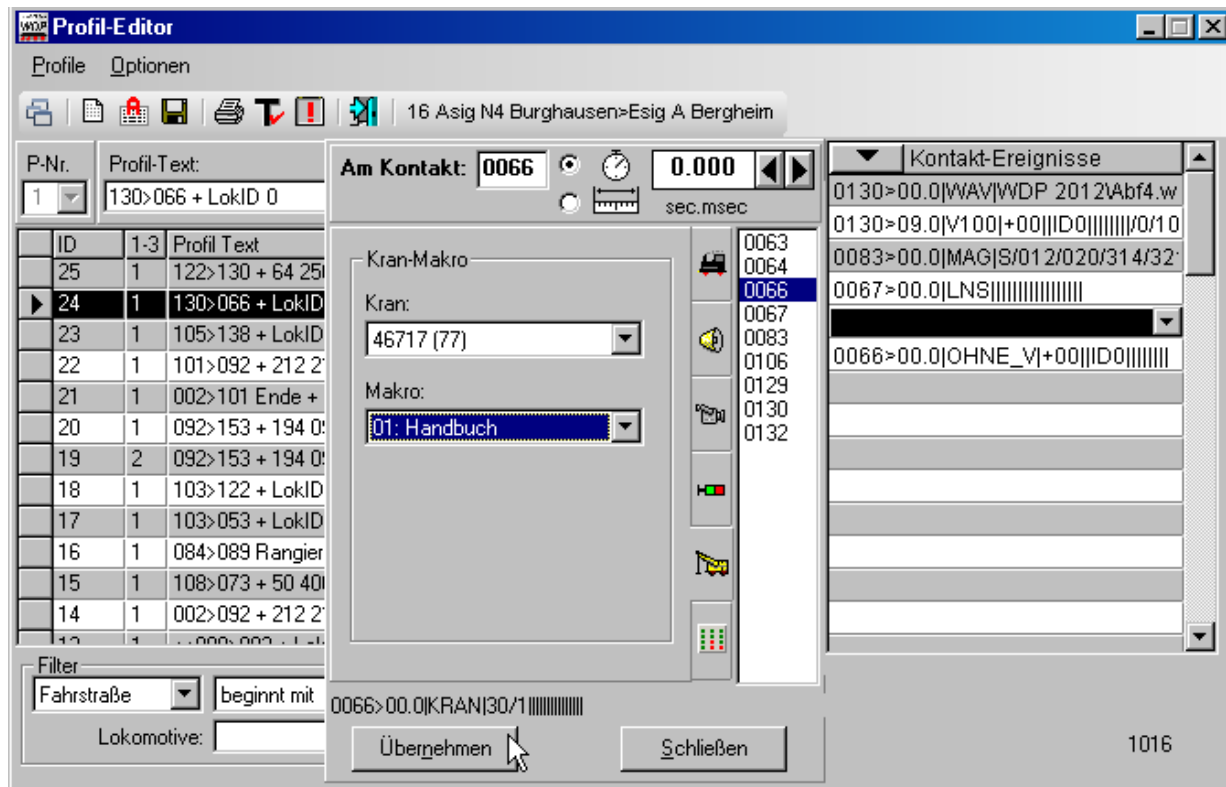 WDP Profil-Editor
Profile Optionen
16 Asig N4 Burghausen>Esig A Bergheim
P-Nr. Profil-Text:
1 130>066 + LokID 0
Am Kontakt: 0066 0.000
sec.msec
Kontakt-Ereignisse
0130>00.0|WAV|WDP 2012\Abf4.w
0130>09.0|V100|+00|||ID0||||||||/0/10
0083>00.0|MAG|S/012/020/314/32
0067>00.0|LNS||||||||||||||||||
0066>00.0|OHNE_V|+00|||ID0||||||||
ID 1-3 Profil Text
25 1 122>130 + 64 25
24 1 130>066 + LokID
23 1 105>138 + LokID
22 1 101>092 + 212 2
21 1 002>101 Ende +
20 1 092>153 + 194 0
19 2 092>153 + 194 0
18 1 103>122 + LokID
17 1 103>053 + LokID
16 1 084>089 Rangier
15 1 108>073 + 50 40
14 1 002>092 + 212 2
Kran-Makro
Kran:
46717 (77)
Makro:
01: Handbuch
0063
0064
0066
0067
0083
0106
0129
0130
0132
Filter
Fahrstraße beginnt mit
Lokomotive:
0066>00.0|KRAN|30/1||||||||||||||
Übernehmen Schließen
1016